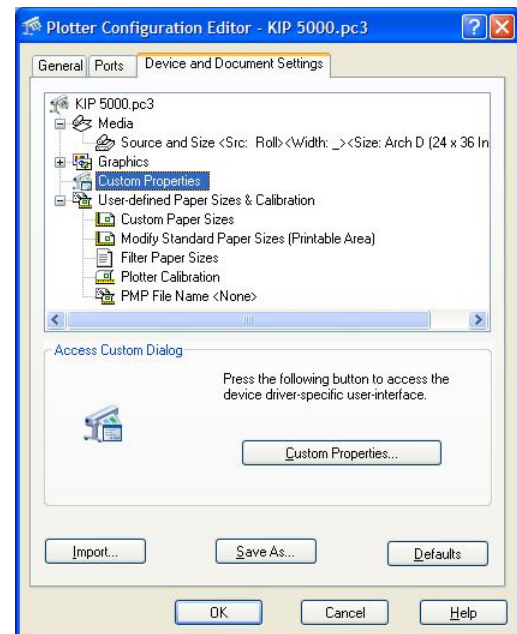 Plotter Configuration Editor - KIP 5000.pc3
General Ports Device and Document Settings
KIP 5000.pc3
Media
Source and Size <Src: Roll><Width: _><Size: Arch D (24 x 36 In
Graphics
Custom Properties
User-defined Paper Sizes & Calibration
Custom Paper Sizes
Modify Standard Paper Sizes (Printable Area)
Filter Paper Sizes
Plotter Calibration
PMP File Name <None>
Access Custom Dialog
Press the following button to access the
device driver-specific user-interface.
Custom Properties...
Import... Save As... Defaults
OK Cancel Help